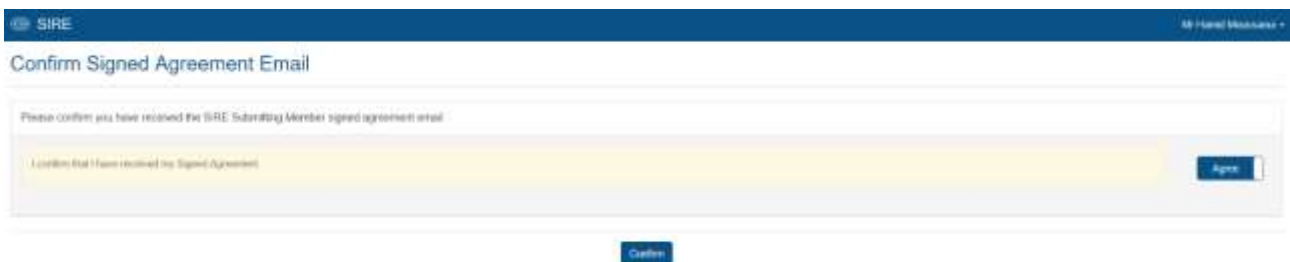 SIRE
Mr Hamid
Confirm Signed Agreement Email
Please confirm you have received the SIRE Submitting Member signed agreement email
I confirm that I have received my Signed Agreement
Agree
Confirm